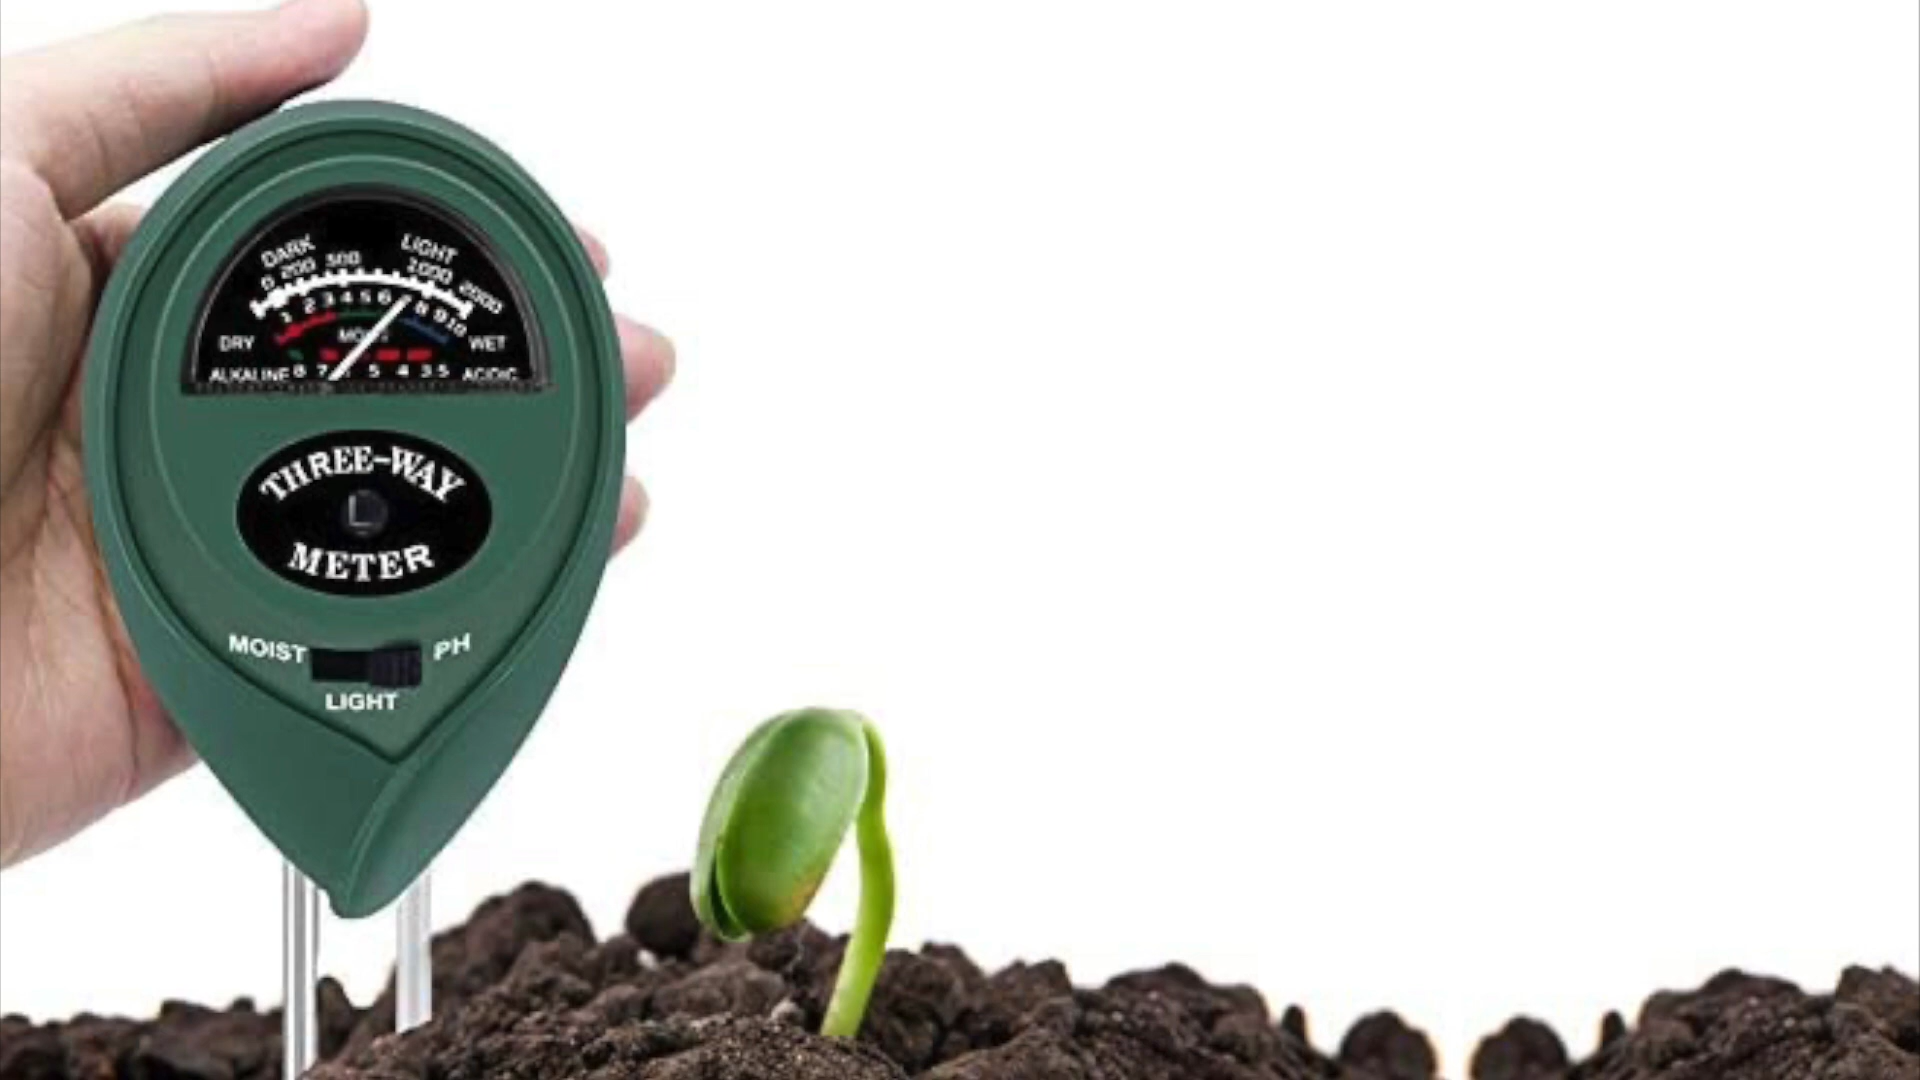 DARK LIGHT
0 200 500 1000 2000
1 2 3 4 5 6 8 9 10
DRY WET
ALKALINE 8 7 5 4 3.5 ACIDIC
THREE-WAY
METER
MOIST PH
LIGHT